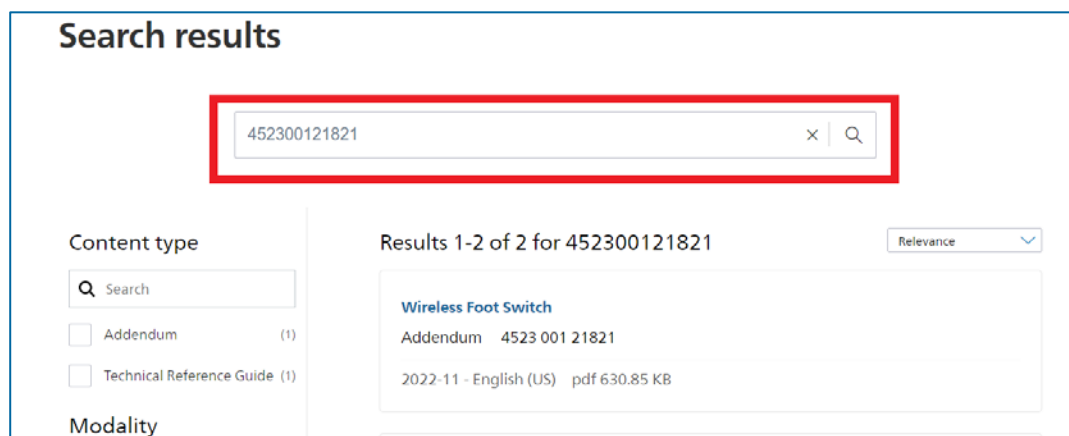 Search results
452300121821
Content type
Search
Addendum (1)
Technical Reference Guide (1)
Modality
Results 1-2 of 2 for 452300121821
Relevance
Wireless Foot Switch
Addendum 4523 001 21821
2022-11 - English (US) pdf 630.85 KB